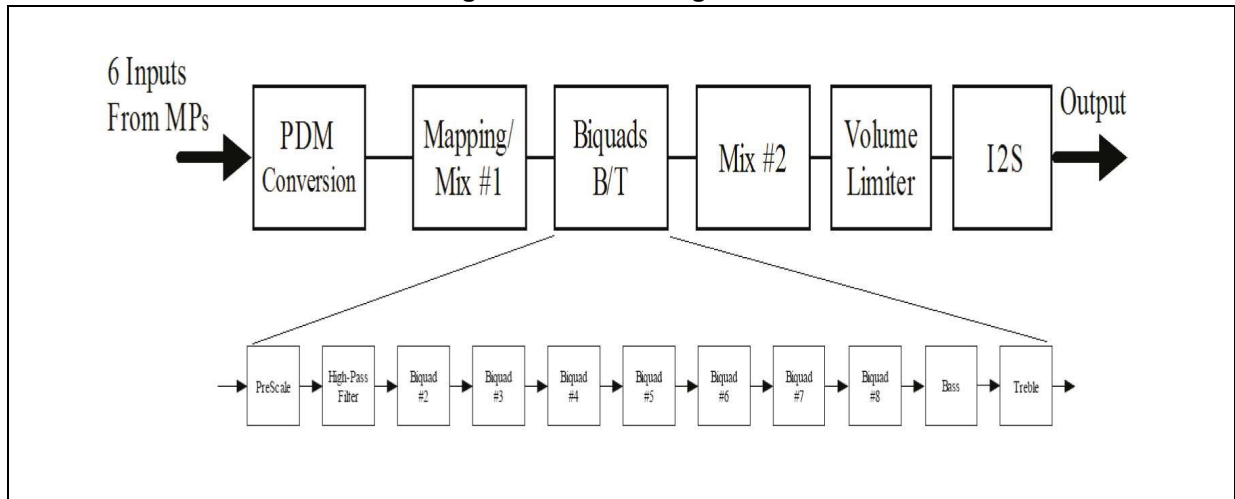 6 Inputs
From MPs
PDM
Conversion
Mapping/
Mix #1
Biquads
B/T
Mix #2
Volume
Limiter
I2S
Output
PreScale
High-Pass
Filter
Biquad
#2
Biquad
#3
Biquad
#4
Biquad
#5
Biquad
#6
Biquad
#7
Biquad
#8
Bass
Treble